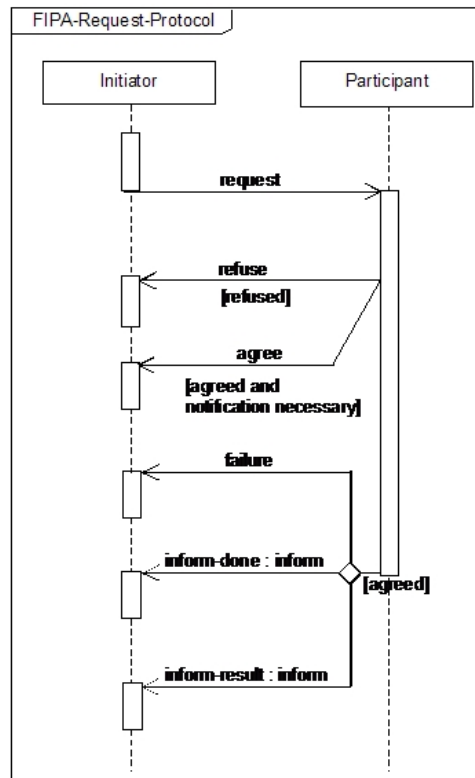 FIPA-Request-Protocol
Initiator
Participant
request
refuse
[refused]
agree
[agreed and
notification necessary]
failure
inform-done : inform
[agreed]
inform-result : inform